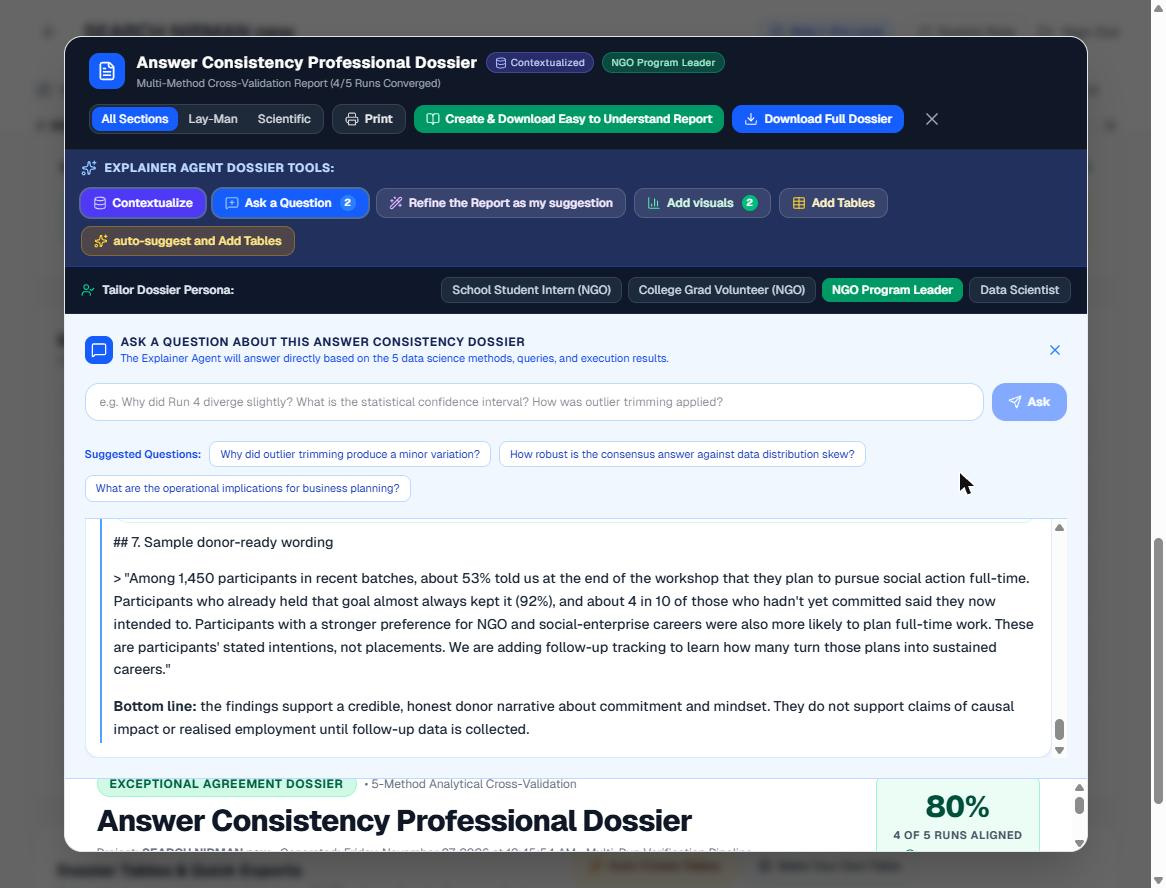 Answer Consistency Professional Dossier
Contextualized
NGO Program Leader
Multi-Method Cross-Validation Report (4/5 Runs Converged)
All Sections
Lay-Man
Scientific
Print
Create & Download Easy to Understand Report
Download Full Dossier
EXPLAINER AGENT DOSSIER TOOLS:
Contextualize
Ask a Question 2
Refine the Report as my suggestion
Add visuals 2
Add Tables
auto-suggest and Add Tables
Tailor Dossier Persona:
School Student Intern (NGO)
College Grad Volunteer (NGO)
NGO Program Leader
Data Scientist
ASK A QUESTION ABOUT THIS ANSWER CONSISTENCY DOSSIER
The Explainer Agent will answer directly based on the 5 data science methods, queries, and execution results.
e.g. Why did Run 4 diverge slightly? What is the statistical confidence interval? How was outlier trimming applied?
Ask
Suggested Questions:
Why did outlier trimming produce a minor variation?
How robust is the consensus answer against data distribution skew?
What are the operational implications for business planning?
## 7. Sample donor-ready wording
> "Among 1,450 participants in recent batches, about 53% told us at the end of the workshop that they plan to pursue social action full-time.
Participants who already held that goal almost always kept it (92%), and about 4 in 10 of those who hadn't yet committed said they now
intended to. Participants with a stronger preference for NGO and social-enterprise careers were also more likely to plan full-time work. These
are participants' stated intentions, not placements. We are adding follow-up tracking to learn how many turn those plans into sustained
careers."
Bottom line: the findings support a credible, honest donor narrative about commitment and mindset. They do not support claims of causal
impact or realised employment until follow-up data is collected.
EXCEPTIONAL AGREEMENT DOSSIER
• 5-Method Analytical Cross-Validation
Answer Consistency Professional Dossier
80%
4 OF 5 RUNS ALIGNED